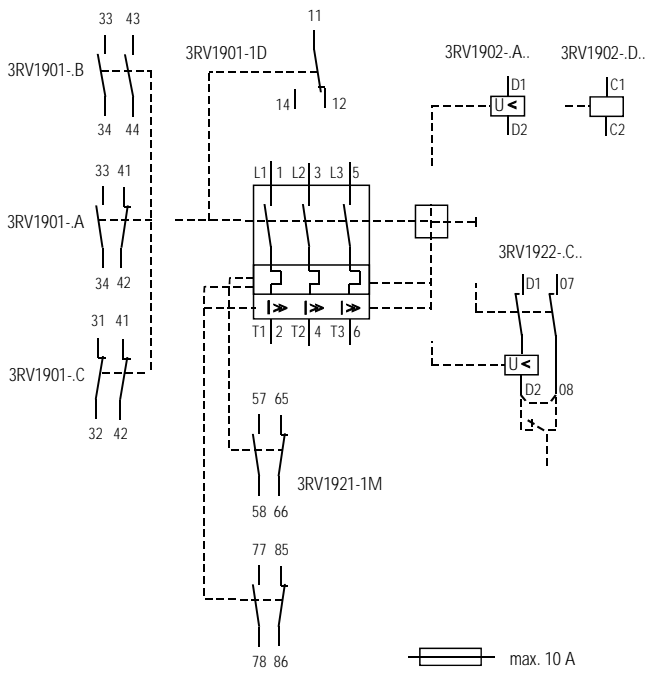 11
33 43
3RV1901-1D
3RV1902-.A.. 3RV1902-.D..
3RV1901-.B
D1 C1
U <
14 12
34 44
D2 C2
33 41
L1 1 L2 3 L3 5
3RV1901-.A
3RV1922-.C..
34 42
D1 07
I>> I>> I>>
31 41
T1 2 T2 4 T3 6
U <
3RV1901-.C
D2 08
57 65
32 42
3RV1921-1M
58 66
77 85
78 86
max. 10 A